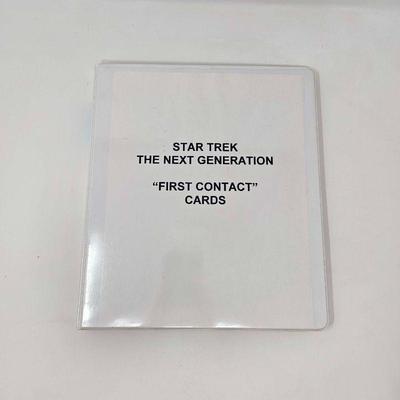 STAR TREK
THE NEXT GENERATION
“FIRST CONTACT”
CARDS